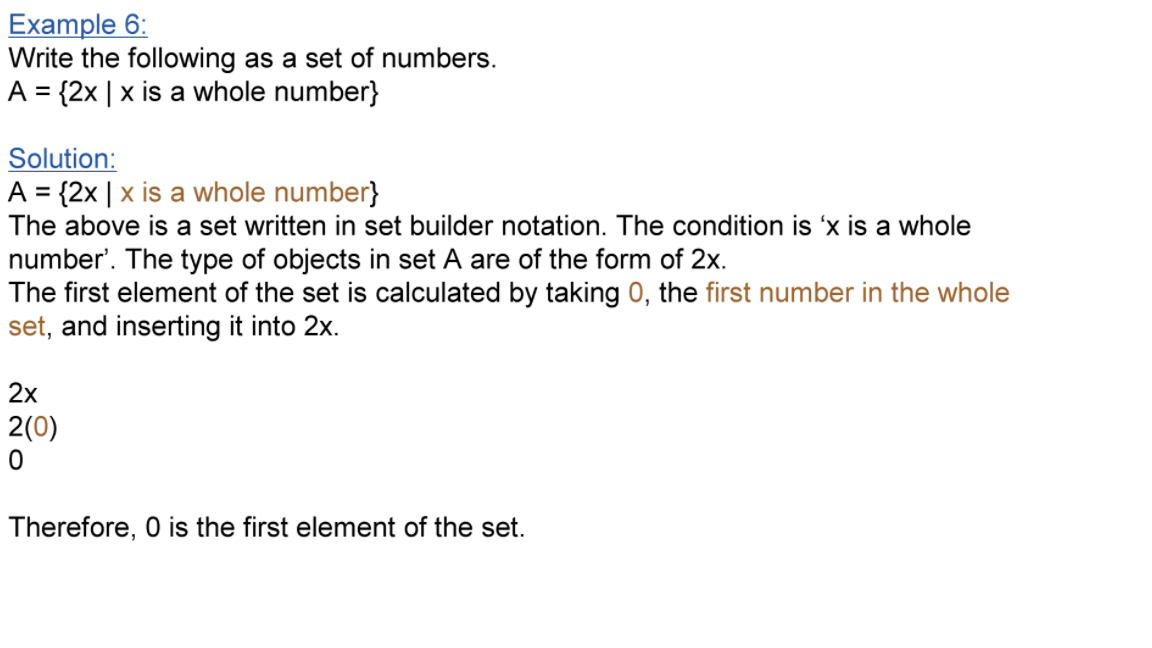 Example 6:
Write the following as a set of numbers.
A = {2x | x is a whole number}
Solution:
A = {2x | x is a whole number}
The above is a set written in set builder notation. The condition is ‘x is a whole
number’. The type of objects in set A are of the form of 2x.
The first element of the set is calculated by taking 0, the first number in the whole
set, and inserting it into 2x.
2x
2(0)
0
Therefore, 0 is the first element of the set.